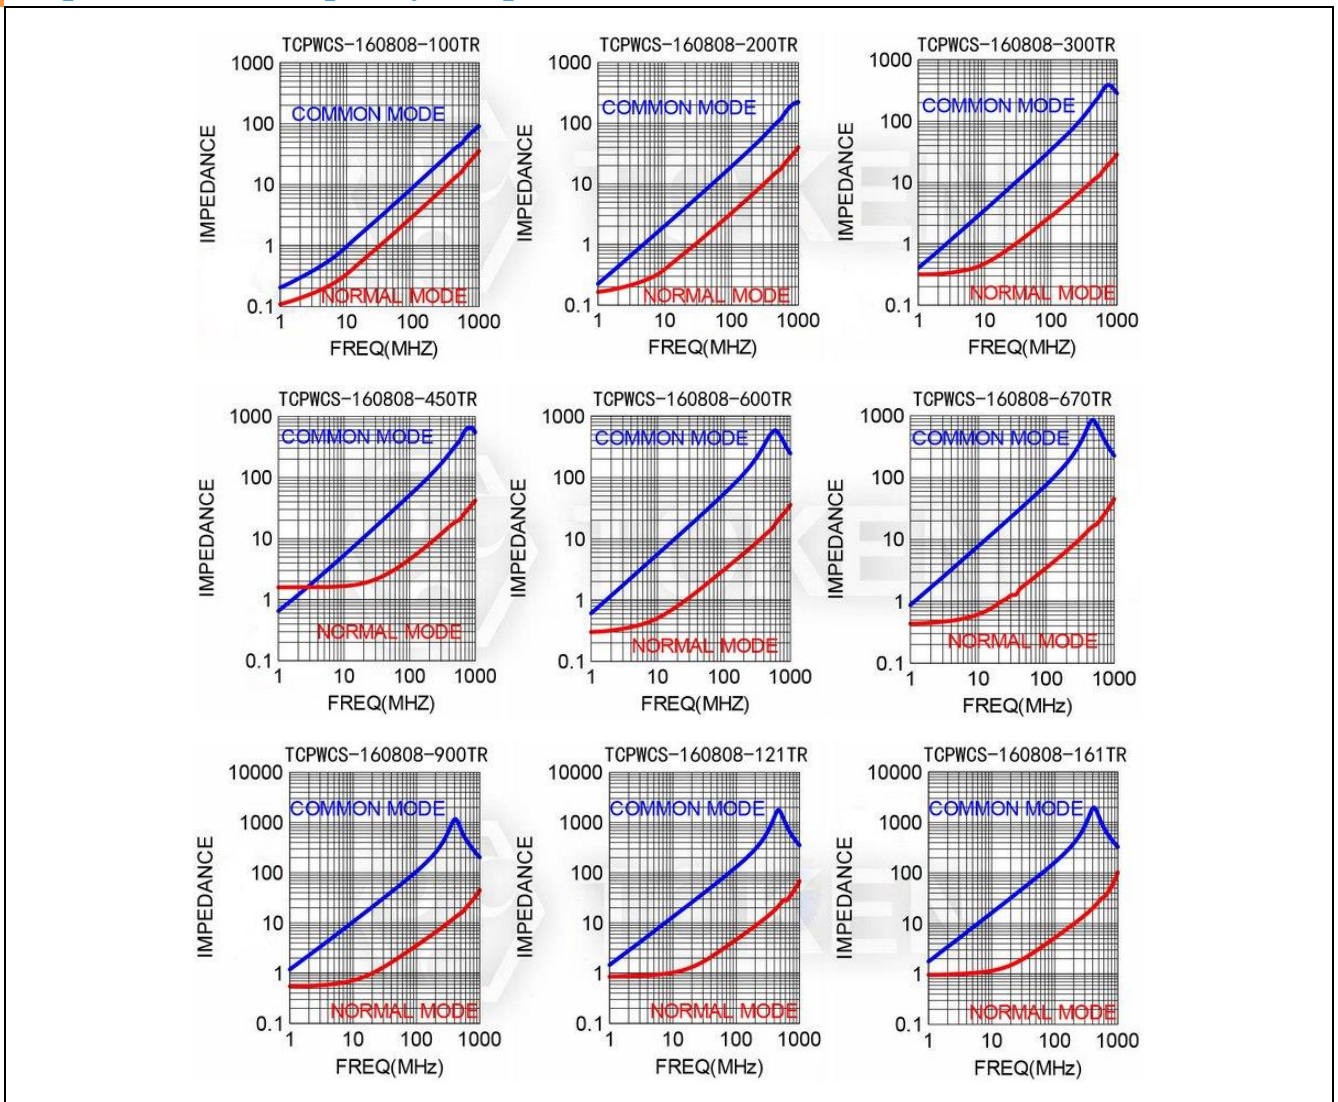 TCPWCS-160808-100TR
1000
100
10
1
0.1
IMPEDANCE
COMMON MODE
NORMAL MODE
1 10 100 1000
FREQ(MHZ)
TCPWCS-160808-200TR
1000
100
10
1
0.1
IMPEDANCE
COMMON MODE
NORMAL MODE
1 10 100 1000
FREQ(MHZ)
TCPWCS-160808-300TR
1000
100
10
1
0.1
IMPEDANCE
COMMON MODE
NORMAL MODE
1 10 100 1000
FREQ(MHZ)
TCPWCS-160808-450TR
1000
100
10
1
0.1
IMPEDANCE
COMMON MODE
NORMAL MODE
1 10 100 1000
FREQ(MHZ)
TCPWCS-160808-600TR
1000
100
10
1
0.1
IMPEDANCE
COMMON MODE
NORMAL MODE
1 10 100 1000
FREQ(MHZ)
TCPWCS-160808-670TR
1000
100
10
1
0.1
IMPEDANCE
COMMON MODE
NORMAL MODE
1 10 100 1000
FREQ(MHz)
TCPWCS-160808-900TR
10000
1000
100
10
1
0.1
IMPEDANCE
COMMON MODE
NORMAL MODE
1 10 100 1000
FREQ(MHz)
TCPWCS-160808-121TR
10000
1000
100
10
1
0.1
IMPEDANCE
COMMON MODE
NORMAL MODE
1 10 100 1000
FREQ(MHz)
TCPWCS-160808-161TR
10000
1000
100
10
1
0.1
IMPEDANCE
COMMON MODE
NORMAL MODE
1 10 100 1000
FREQ(MHz)
TOKEN
TOKEN
TOKEN